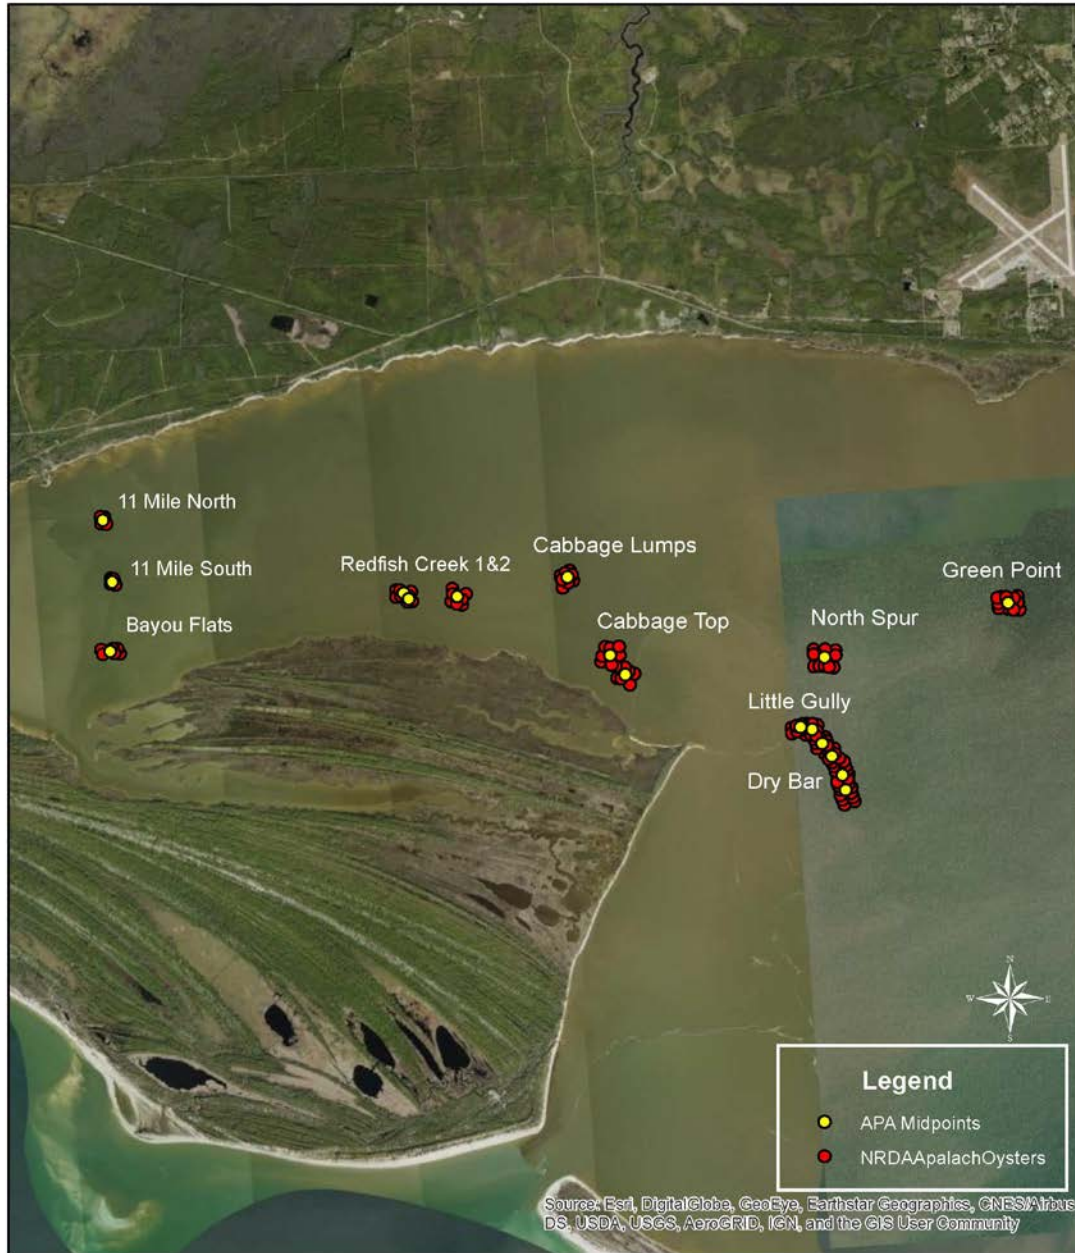 11 Mile North
11 Mile South
Bayou Flats
Redfish Creek 1&2
Cabbage Lumps
Cabbage Top
Green Point
North Spur
Little Gully
Dry Bar
N
W E
S
Legend
APA Midpoints
NRDAApalachOysters
Source: Esri, DigitalGlobe, GeoEye, Earthstar Geographics, CNES/Airbus
DS, USDA, USGS, AeroGRID, IGN, and the GIS User Community